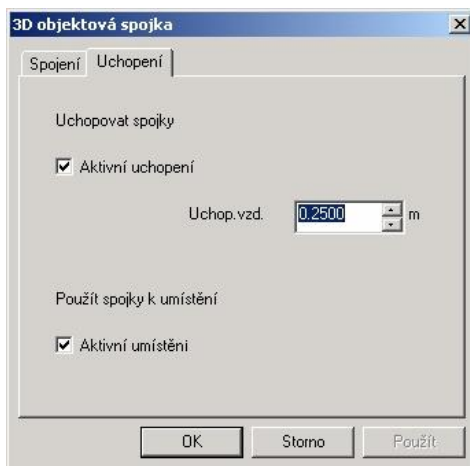 3D objektová spojka
Spojení Uchopení
Uchopovat spojky
Aktivní uchopení
Uchop.vzd. 0.2500 m
Použít spojky k umístění
Aktivní umístěni
OK Storno Použít